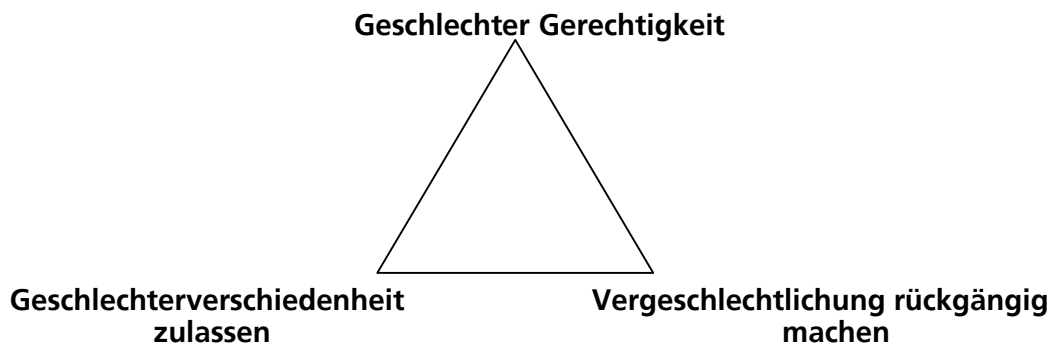 Geschlechter Gerechtigkeit
Geschlechterverschiedenheit
zulassen
Vergeschlechtlichung rückgängig
machen